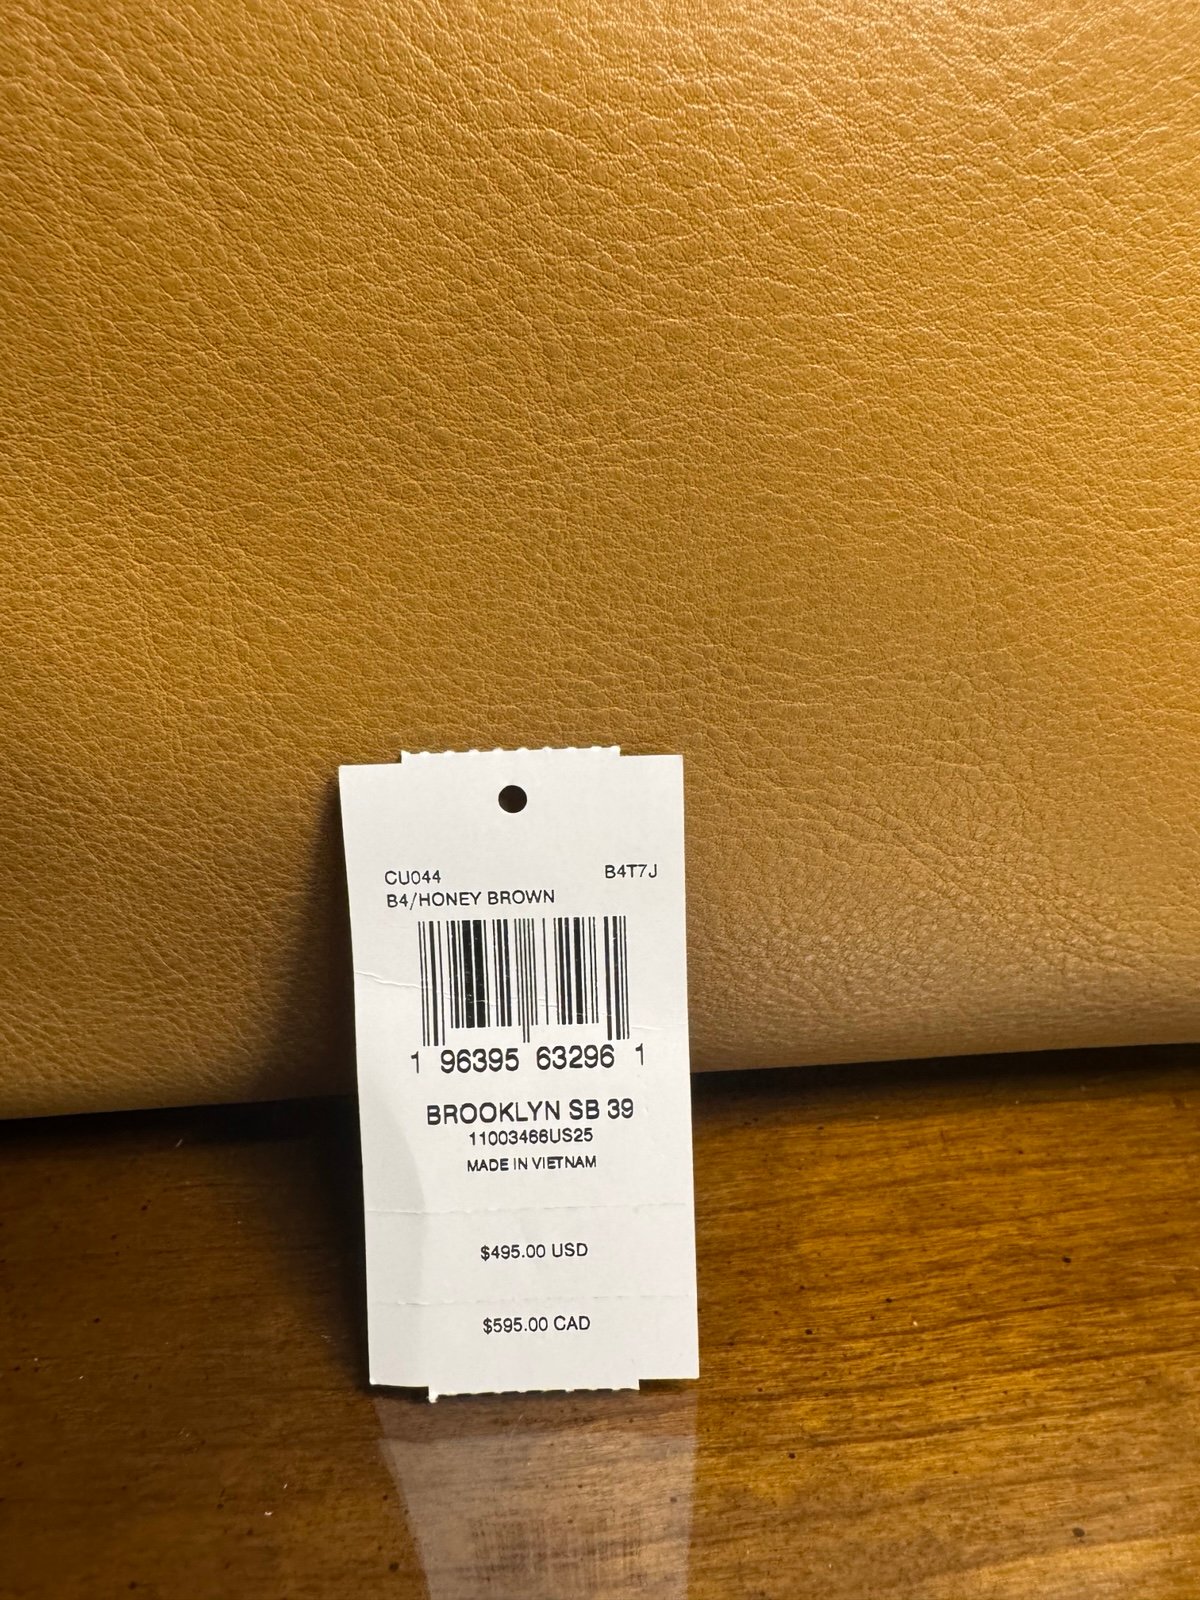 CU044 B4T7J
B4/HONEY BROWN
1 96395 63296 1
BROOKLYN SB 39
11003466US25
MADE IN VIETNAM
$495.00 USD
$595.00 CAD